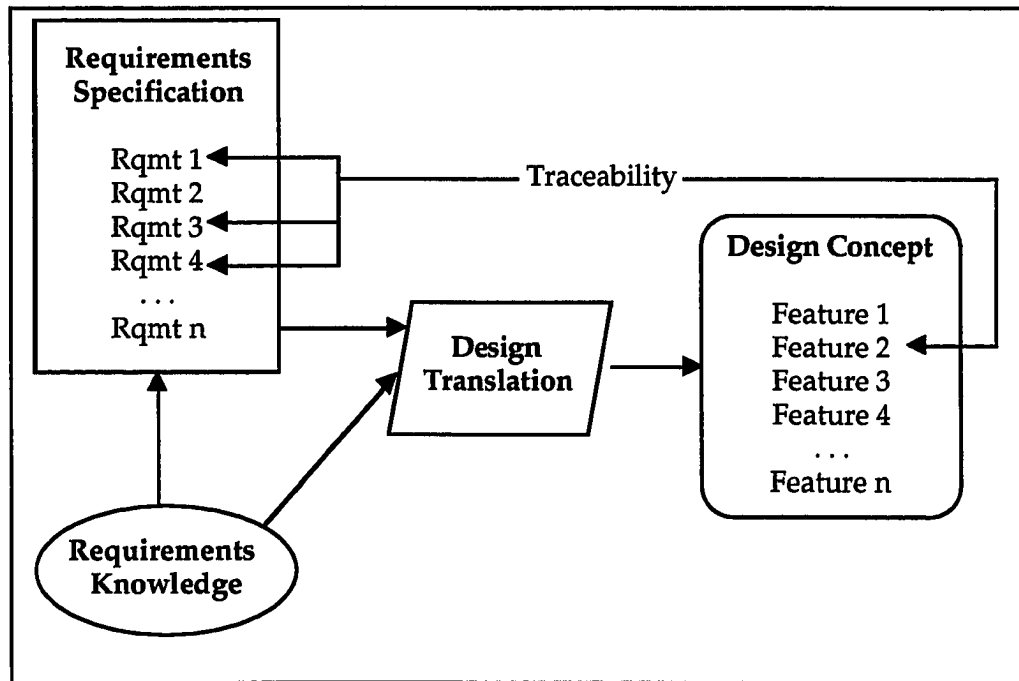 Requirements
Specification
Rqmt 1
Rqmt 2
Rqmt 3
Rqmt 4
. . .
Rqmt n
Traceability
Design Concept
Feature 1
Feature 2
Feature 3
Feature 4
. . .
Feature n
Design
Translation
Requirements
Knowledge